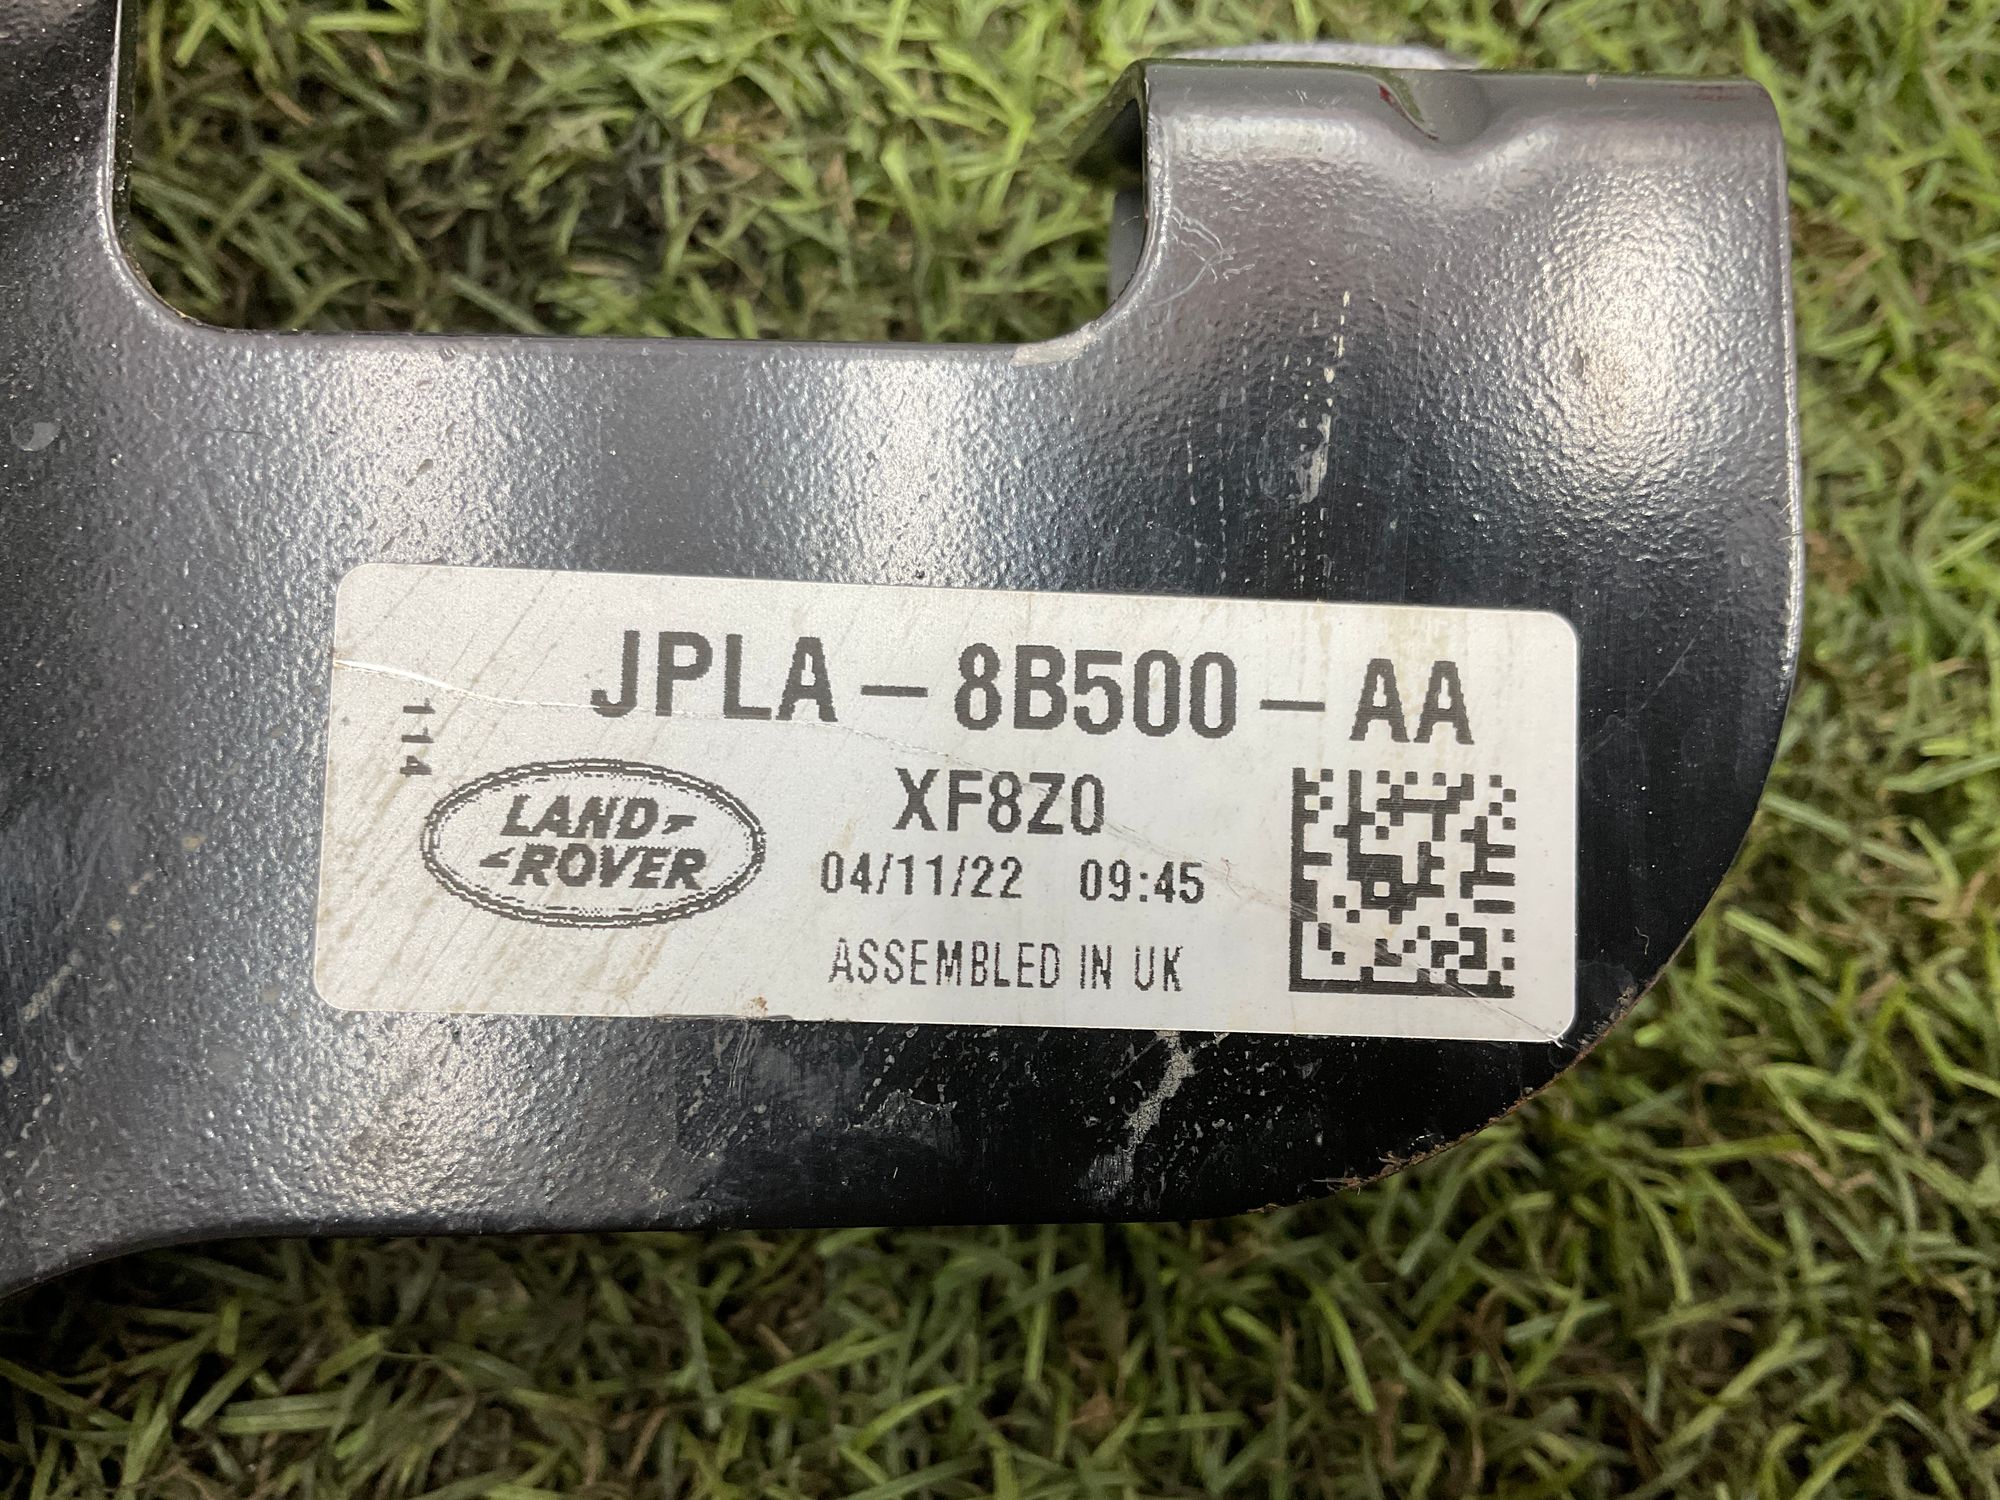 JPLA-8B500-AA
114
LAND
ROVER
XF8Z0
04/11/22 09:45
ASSEMBLED IN UK